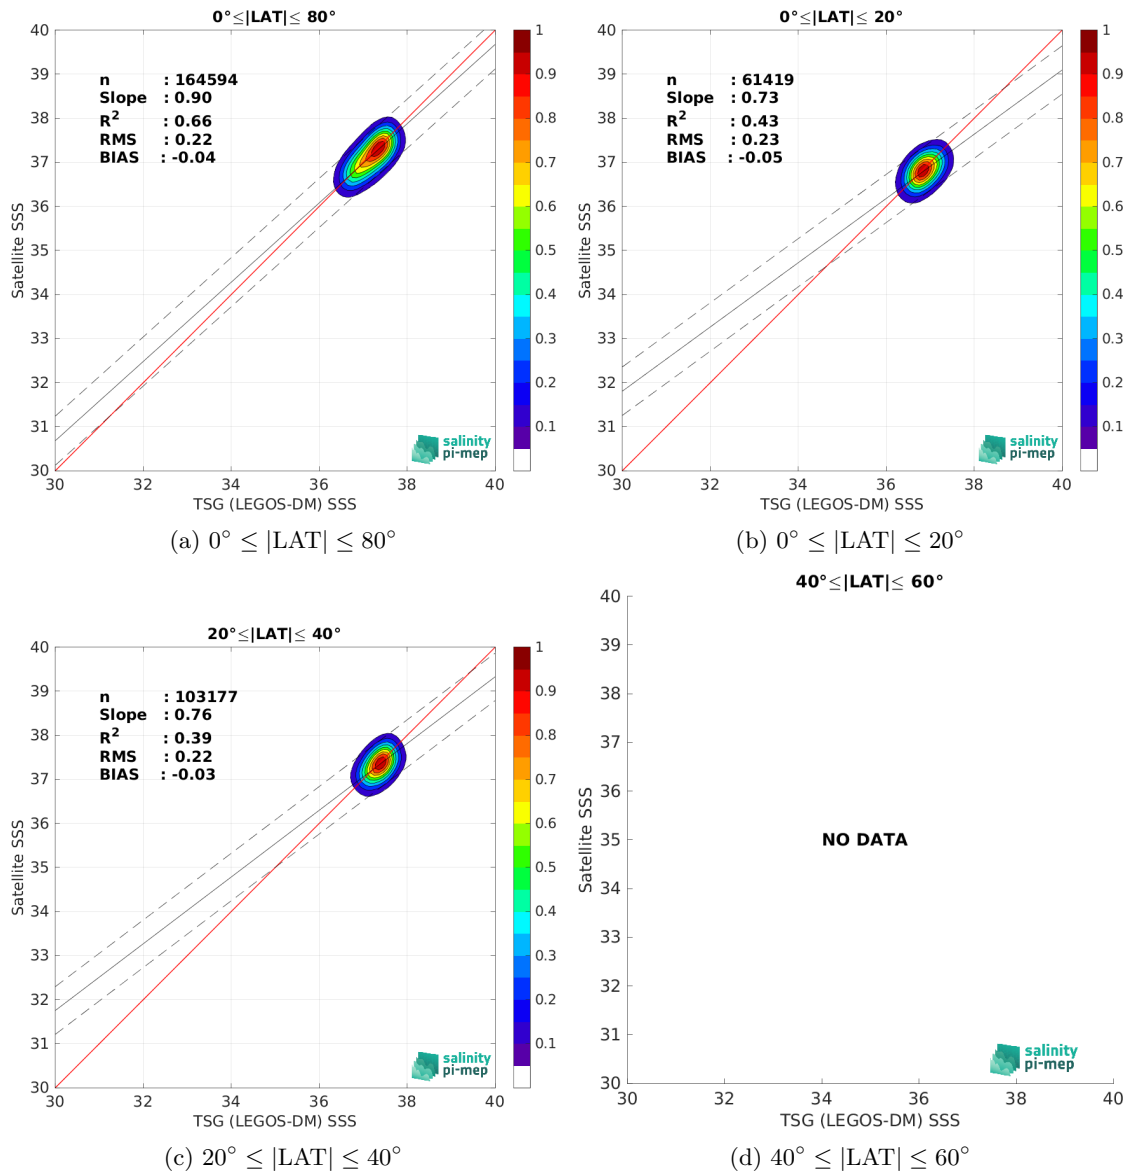 0°≤|LAT|≤ 80°
n : 164594
Slope : 0.90
R² : 0.66
RMS : 0.22
BIAS : -0.04
40
39
38
37
36
35
34
33
32
31
30
30 32 34 36 38 40
Satellite SSS
TSG (LEGOS-DM) SSS
1
0.9
0.8
0.7
0.6
0.5
0.4
0.3
0.2
0.1
salinity
pi-mep
(a) 0° ≤ |LAT| ≤ 80°
0°≤|LAT|≤ 20°
n : 61419
Slope : 0.73
R² : 0.43
RMS : 0.23
BIAS : -0.05
40
39
38
37
36
35
34
33
32
31
30
30 32 34 36 38 40
Satellite SSS
TSG (LEGOS-DM) SSS
1
0.9
0.8
0.7
0.6
0.5
0.4
0.3
0.2
0.1
salinity
pi-mep
(b) 0° ≤ |LAT| ≤ 20°
20°≤|LAT|≤ 40°
n : 103177
Slope : 0.76
R² : 0.39
RMS : 0.22
BIAS : -0.03
40
39
38
37
36
35
34
33
32
31
30
30 32 34 36 38 40
Satellite SSS
TSG (LEGOS-DM) SSS
1
0.9
0.8
0.7
0.6
0.5
0.4
0.3
0.2
0.1
salinity
pi-mep
(c) 20° ≤ |LAT| ≤ 40°
40°≤|LAT|≤ 60°
40
39
38
37
36
35
34
33
32
31
30
30 32 34 36 38 40
Satellite SSS
TSG (LEGOS-DM) SSS
NO DATA
salinity
pi-mep
(d) 40° ≤ |LAT| ≤ 60°